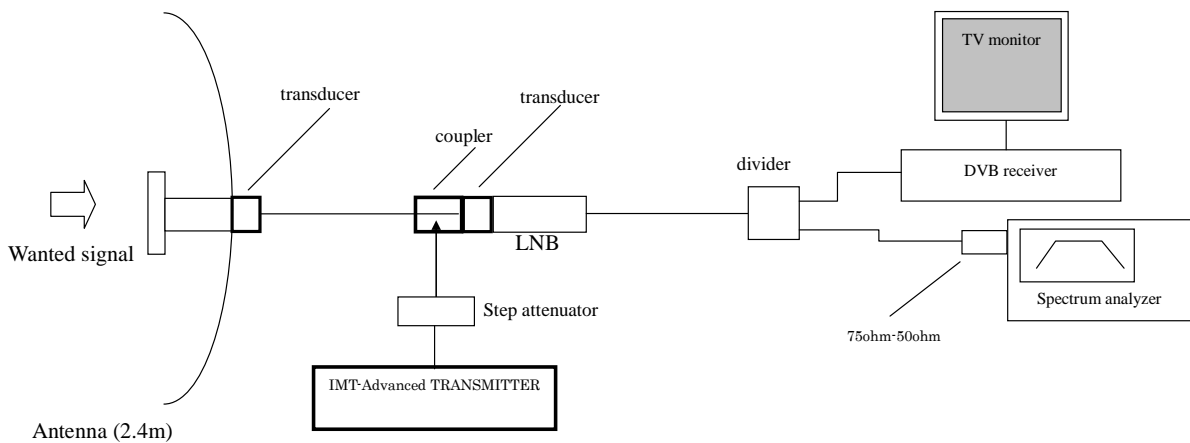 TV monitor
transducer
transducer
coupler
divider
DVB receiver
Wanted signal
LNB
Step attenuator
Spectrum analyzer
75ohm-50ohm
IMT-Advanced TRANSMITTER
Antenna (2.4m)